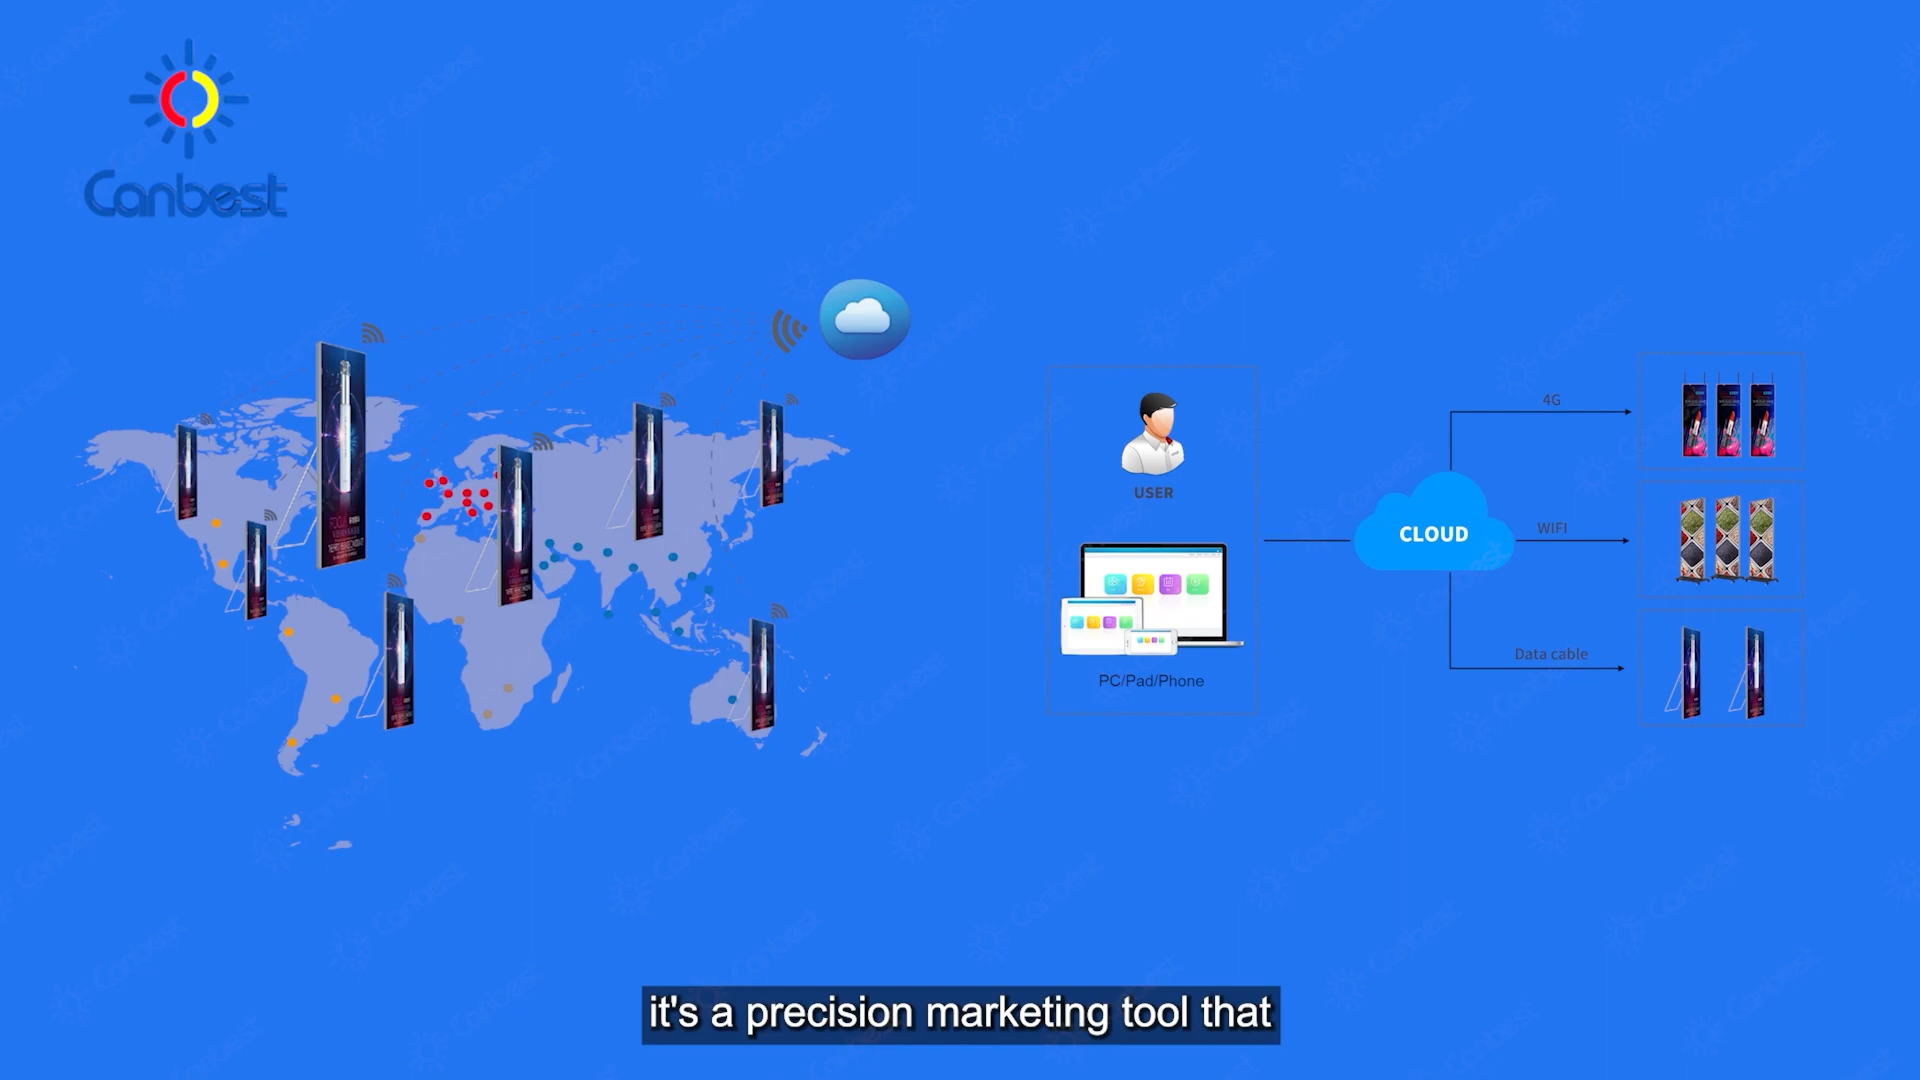 Canbest
4G
USER
CLOUD
WIFI
Data cable
PC/Pad/Phone
it's a precision marketing tool that